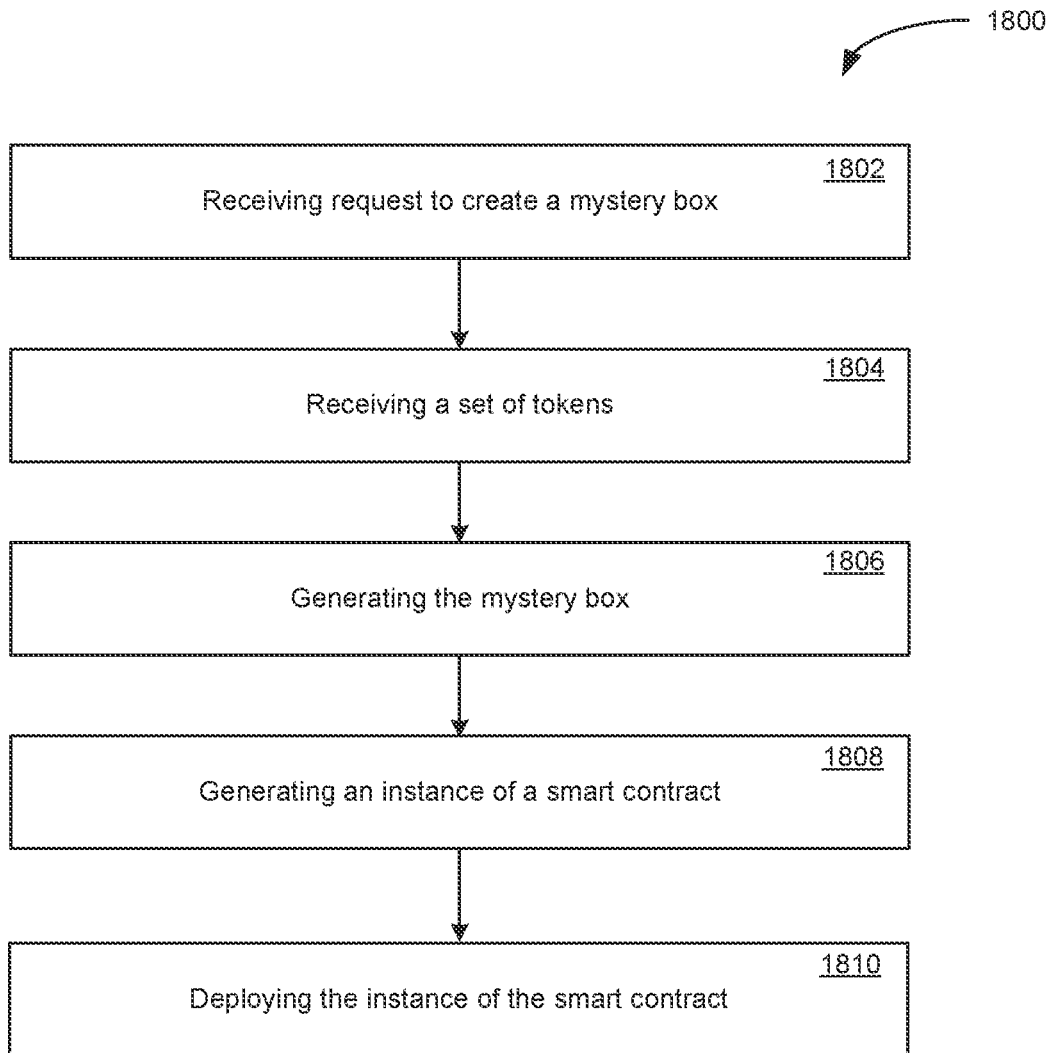 1800
1802
Receiving request to create a mystery box
1804
Receiving a set of tokens
1806
Generating the mystery box
1808
Generating an instance of a smart contract
1810
Deploying the instance of the smart contract